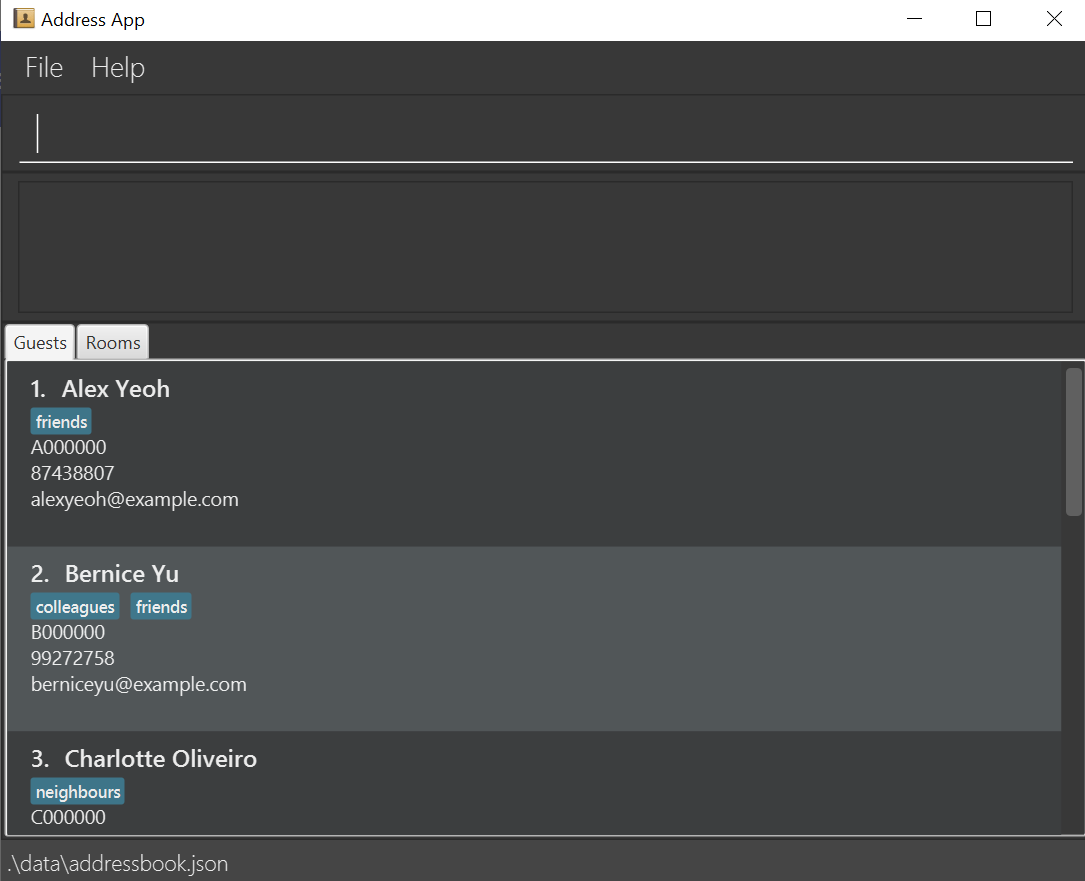 Address App
File Help
Guests Rooms
1. Alex Yeoh
friends
A000000
87438807
alexyeoh@example.com
2. Bernice Yu
colleagues friends
B000000
99272758
berniceyu@example.com
3. Charlotte Oliveiro
neighbours
C000000
.\data\addressbook.json